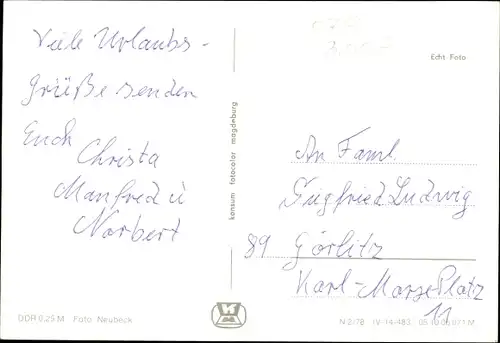 Viele Urlaubs-
grüße senden
Euch
Christa
Manfred u
Norbert
konsum fotocolor magdeburg
Echt Foto
An Faml.
Siegfried Ludwig
89 Görlitz
Karl-Marx Platz
11
DDR 0,25 M Foto Neubeck
N 2/78 IV-14-483